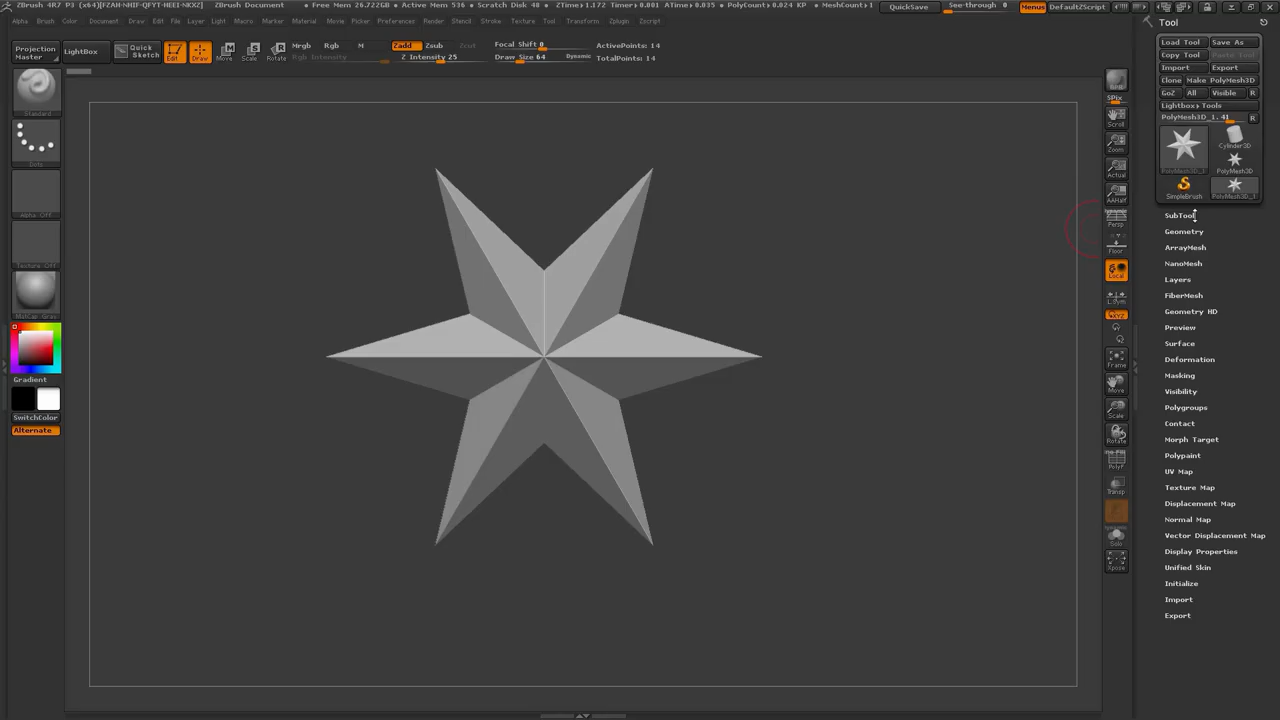 ZBrush 4R7 P3 (x64)[FZAH-NHIF-QFYT-NEEI-NKXZ] ZBrush Document • Free Mem 26.722GB • Active Mem 536 • Scratch Disk 48 • ZTime▸1.172 Timer▸0.001 ATime▸0.035 • PolyCount▸0.024 KP • MeshCount▸1 QuickSave See-through 0 Menus DefaultZScript
Alpha Brush Color Document Draw Edit File Layer Light Macro Marker Material Movie Picker Preferences Render Stencil Stroke Texture Tool Transform Zplugin Zscript
Projection Master
LightBox
Quick Sketch
Edit
Draw
Move
Scale
Rotate
Mrgb Rgb M
Rgb Intensity
Zadd Zsub Zcut
Z Intensity 25
Focal Shift 0
Draw Size 64 Dynamic
ActivePoints: 14
TotalPoints: 14
Standard
Dots
Alpha Off
Texture Off
MatCap Gray
Gradient
SwitchColor
Alternate
BPR
SPix
Scroll
Zoom
Actual
AAHalf
Dynamic
Persp
Floor
Local
L.Sym
Frame
Move
Scale
Rotate
PolyF
Transp
Dynamic
Solo
Xpose
Tool
Load Tool Save As
Copy Tool Paste Tool
Import Export
Clone Make PolyMesh3D
GoZ All Visible R
Lightbox▸Tools
PolyMesh3D_1. 41 R
PolyMesh3D_1
Cylinder3D
PolyMesh3D
SimpleBrush
PolyMesh3D_1
SubTool
Geometry
ArrayMesh
NanoMesh
Layers
FiberMesh
Geometry HD
Preview
Surface
Deformation
Masking
Visibility
Polygroups
Contact
Morph Target
Polypaint
UV Map
Texture Map
Displacement Map
Normal Map
Vector Displacement Map
Display Properties
Unified Skin
Initialize
Import
Export